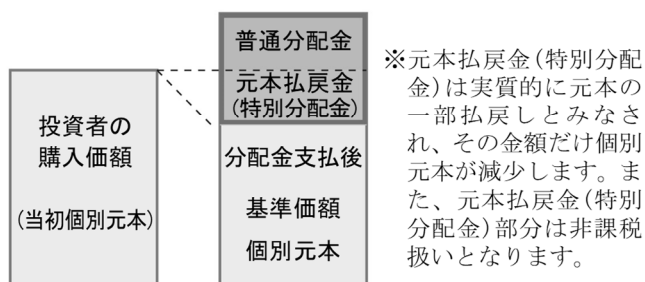 投資者の
購入価額
(当初個別元本)
普通分配金
元本払戻金
(特別分配金)
分配金支払後
基準価額
個別元本
※元本払戻金(特別分配
金)は実質的に元本の
一部払戻しとみなさ
れ、その金額だけ個別
元本が減少します。ま
た、元本払戻金(特別
分配金)部分は非課税
扱いとなります。